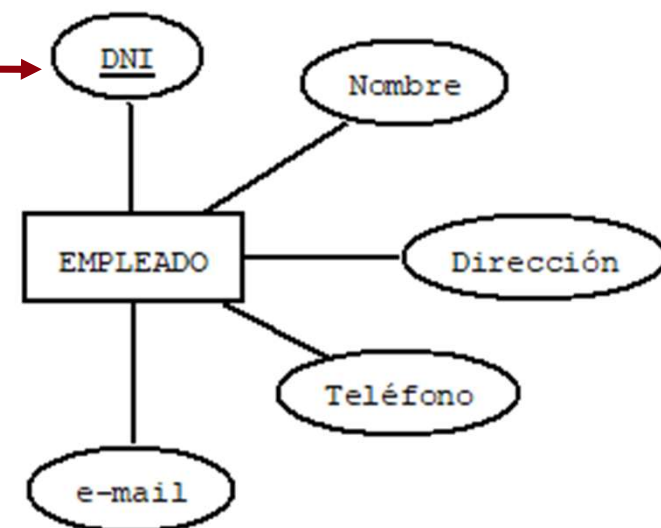 DNI
Nombre
EMPLEADO
Dirección
Teléfono
e-mail